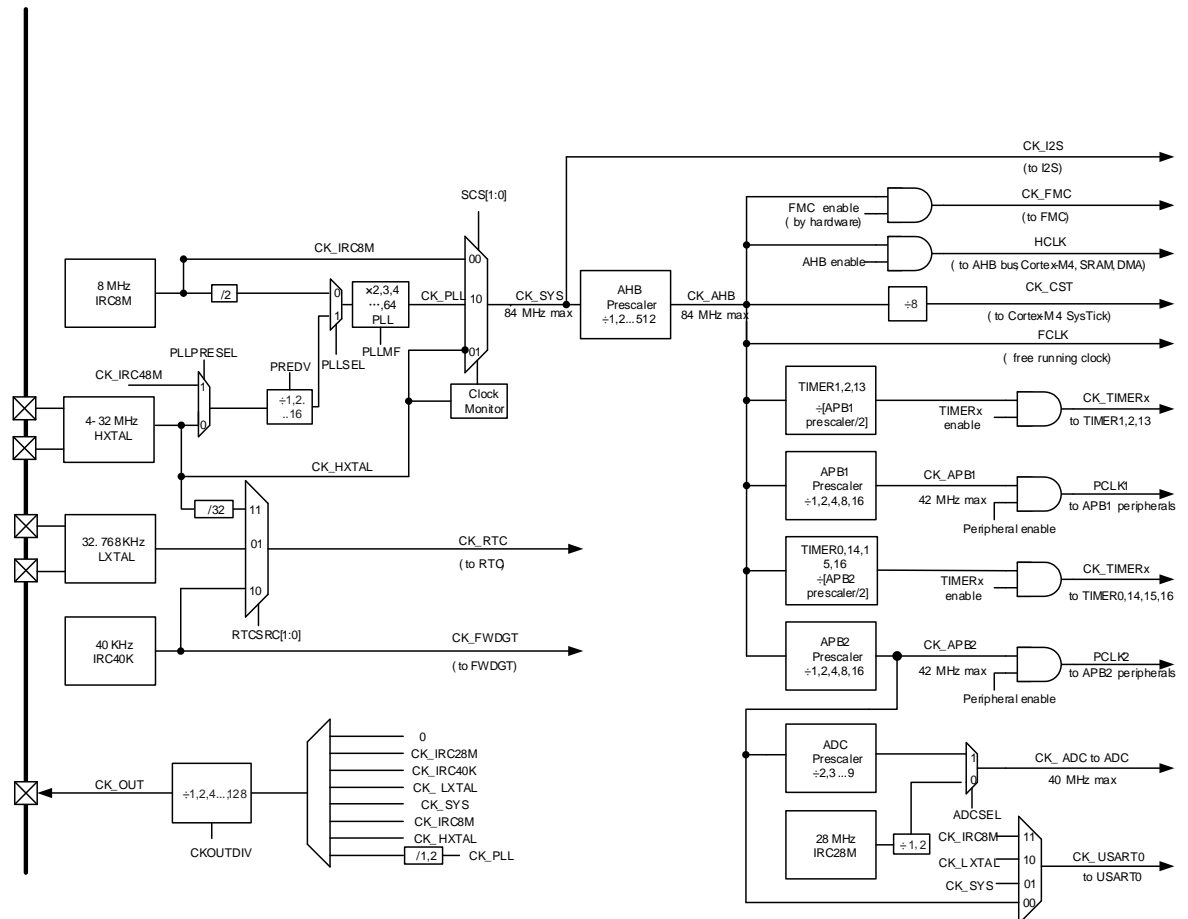 CK_I2S
(to I2S)
SCS[1:0]
FMC enable
( by hardware)
CK_FMC
(to FMC)
CK_IRC8M
00
AHB enable
HCLK
( to AHB bus,Cortex-M4, SRAM, DMA)
8 MHz
IRC8M
/2
0
1
×2,3,4
…,64
PLL
CK_PLL
10
CK_SYS
84 MHz max
AHB
Prescaler
÷1,2...512
CK_AHB
84 MHz max
÷8
CK_CST
(to Cortex-M4 SysTick)
PLLPRESEL
PLLSEL
PLLMF
01
FCLK
( free running clock)
CK_IRC48M
1
0
PREDV
÷1,2.
..16
Clock
Monitor
4-32 MHz
HXTAL
TIMER1,2,13
÷[APB1
prescaler/2]
TIMERx
enable
CK_TIMERx
to TIMER1,2,13
CK_HXTAL
/32
11
APB1
Prescaler
÷1,2,4,8,16
CK_APB1
42 MHz max
Peripheral enable
PCLK1
to APB1 peripherals
32.768KHz
LXTAL
01
CK_RTC
( to RTC)
10
TIMER0,14,1
5,16
÷[APB2
prescaler/2]
TIMERx
enable
CK_TIMERx
to TIMER0,14,15,16
RTCSRC[1:0]
40 KHz
IRC40K
CK_FWDGT
( to FWDGT)
APB2
Prescaler
÷1,2,4,8,16
CK_APB2
42 MHz max
Peripheral enable
PCLK2
to APB2 peripherals
CK_OUT
÷1,2,4...,128
CKOUTDIV
0
CK_IRC28M
CK_IRC40K
CK_LXTAL
CK_SYS
CK_IRC8M
CK_HXTAL
/1,2
CK_PLL
ADC
Prescaler
÷2,3...9
1
0
CK_ADC to ADC
40 MHz max
ADCSEL
28 MHz
IRC28M
÷1,2
CK_IRC8M
11
CK_LXTAL
10
CK_SYS
01
00
CK_USART0
to USART0